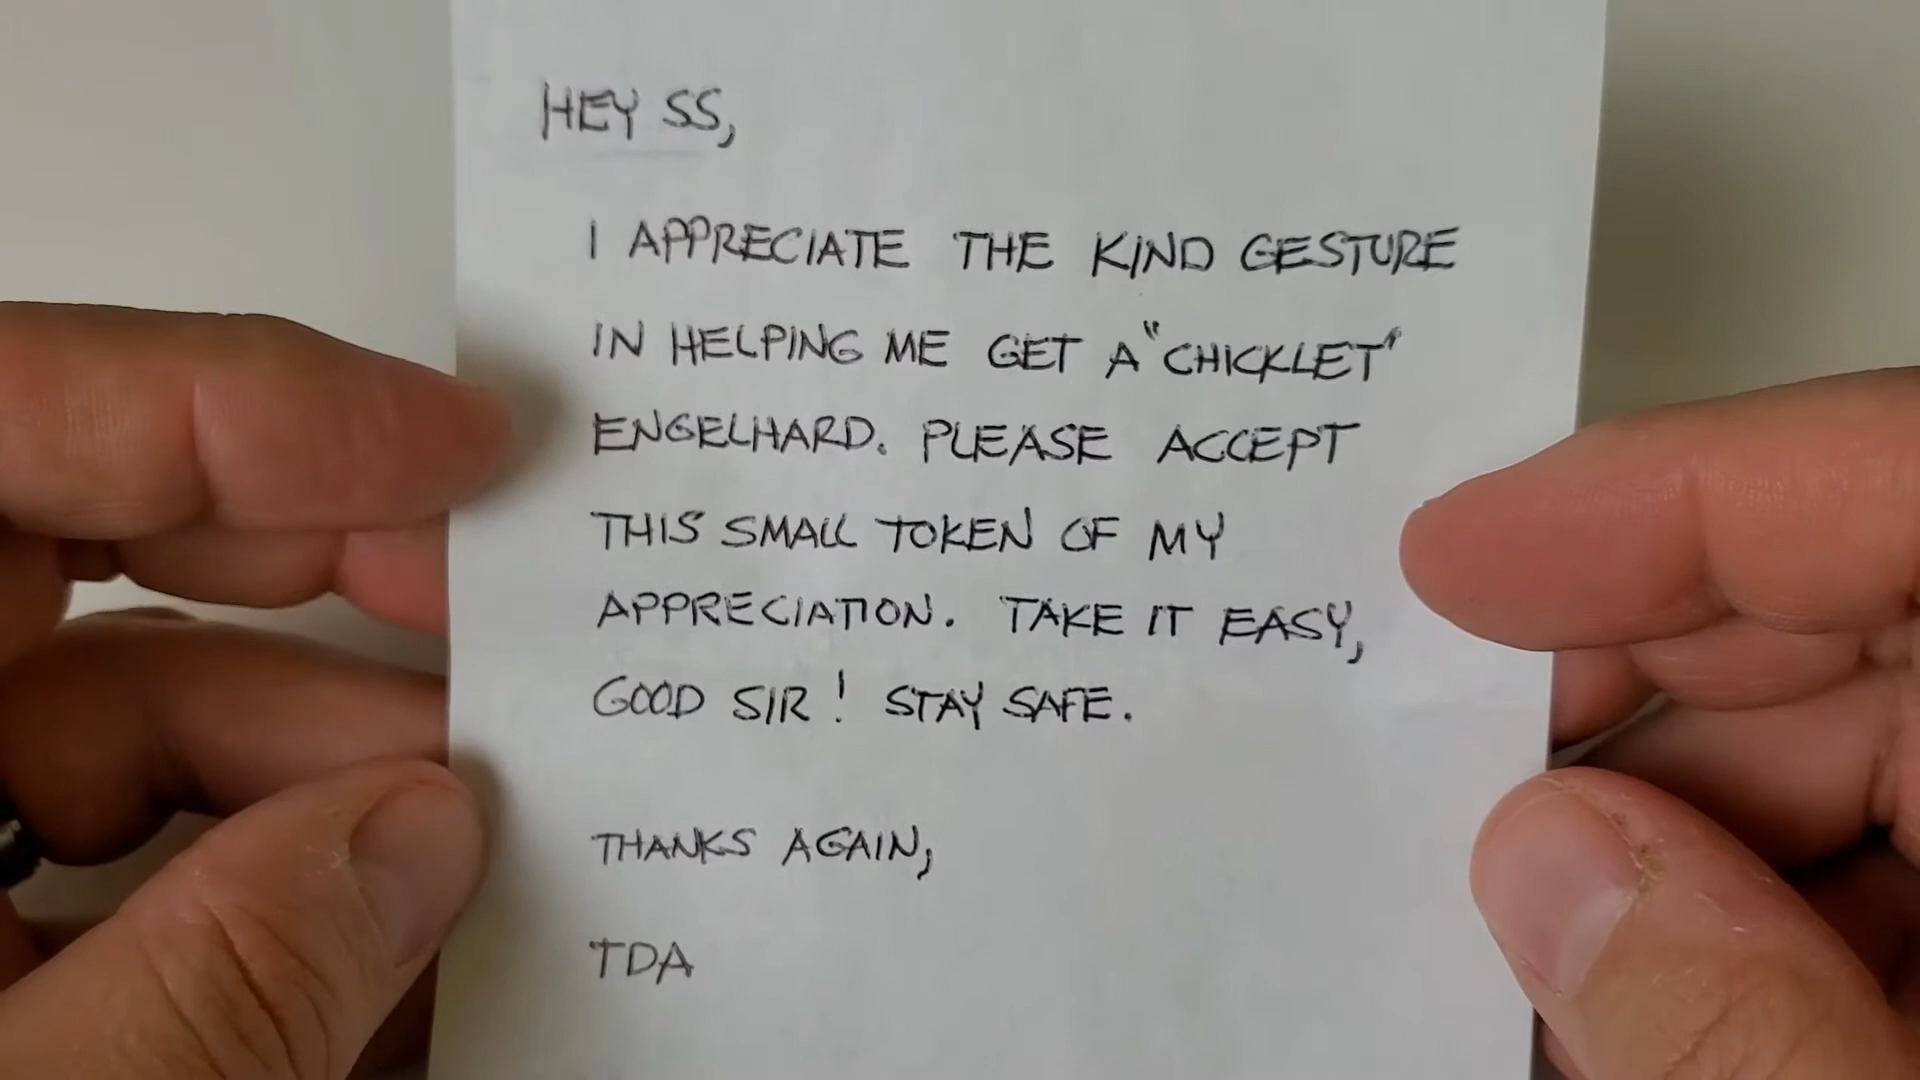 HEY SS,
I APPRECIATE THE KIND GESTURE
IN HELPING ME GET A "CHICKLET"
ENGELHARD. PLEASE ACCEPT
THIS SMALL TOKEN OF MY
APPRECIATION. TAKE IT EASY,
GOOD SIR! STAY SAFE.
THANKS AGAIN,
TDA